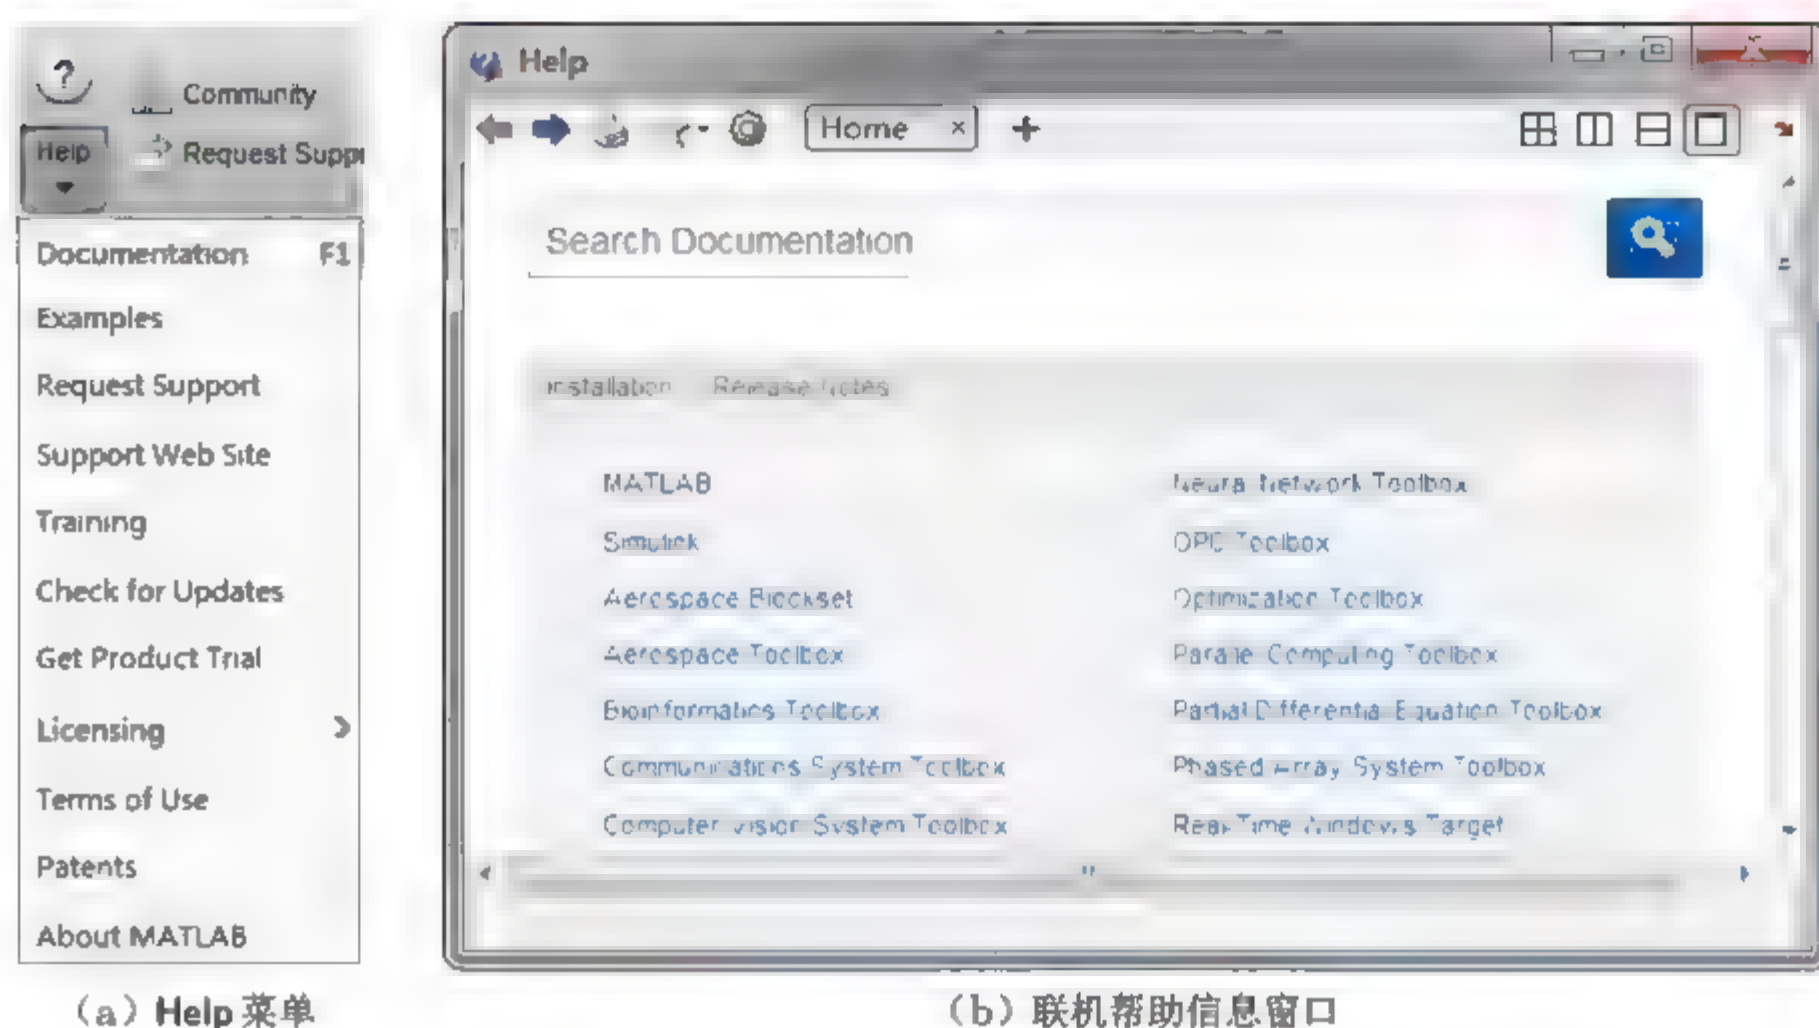 ?
Community
Help
Request Suppo
Documentation F1
Examples
Request Support
Support Web Site
Training
Check for Updates
Get Product Trial
Licensing
Terms of Use
Patents
About MATLAB
(a) Help 菜单
Help
Home × +
Search Documentation
Installation Release Notes
MATLAB
Simulink
Aerospace Blockset
Aerospace Toolbox
Bioinformatics Toolbox
Communications System Toolbox
Computer Vision System Toolbox
Neural Network Toolbox
OPC Toolbox
Optimization Toolbox
Parallel Computing Toolbox
Partial Differential Equation Toolbox
Phased Array System Toolbox
Real-Time Windows Target
(b) 联机帮助信息窗口